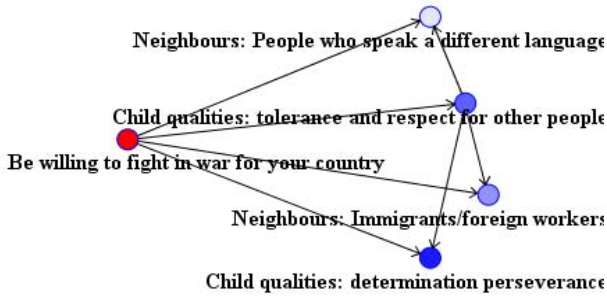 Neighbours: People who speak a different language
Child qualities: tolerance and respect for other people
Be willing to fight in war for your country
Neighbours: Immigrants/foreign workers
Child qualities: determination perseverance